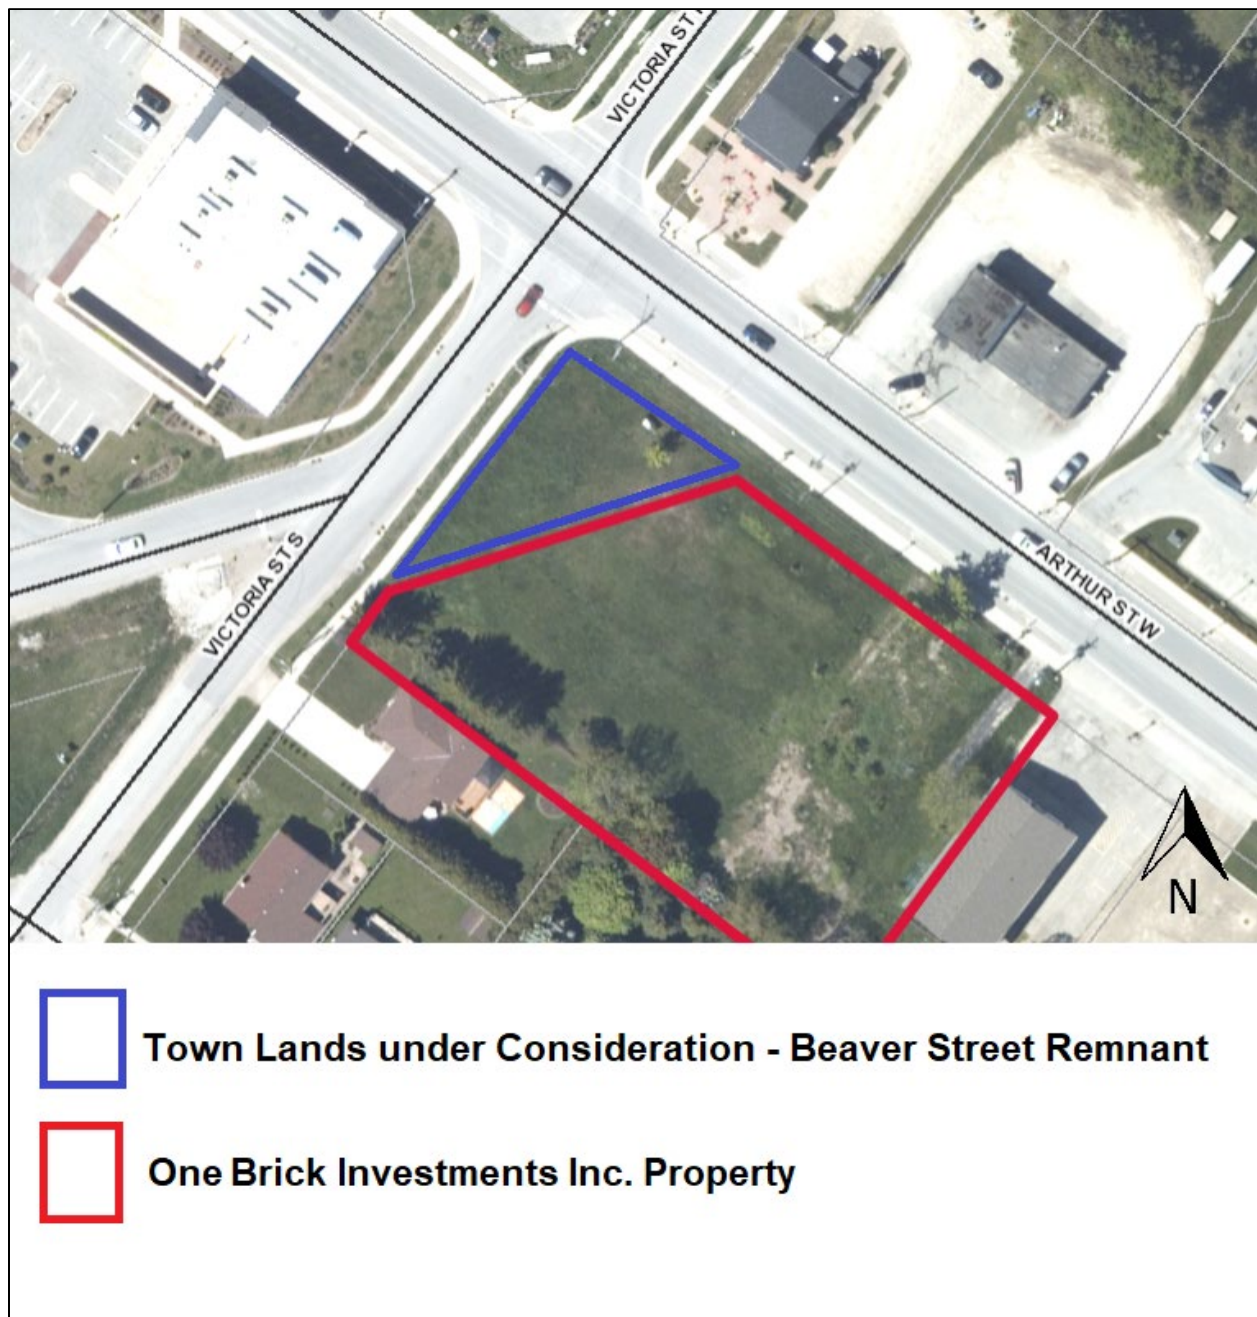 VICTORIA ST
VICTORIA ST S
ARTHUR ST W
N
Town Lands under Consideration - Beaver Street Remnant
One Brick Investments Inc. Property